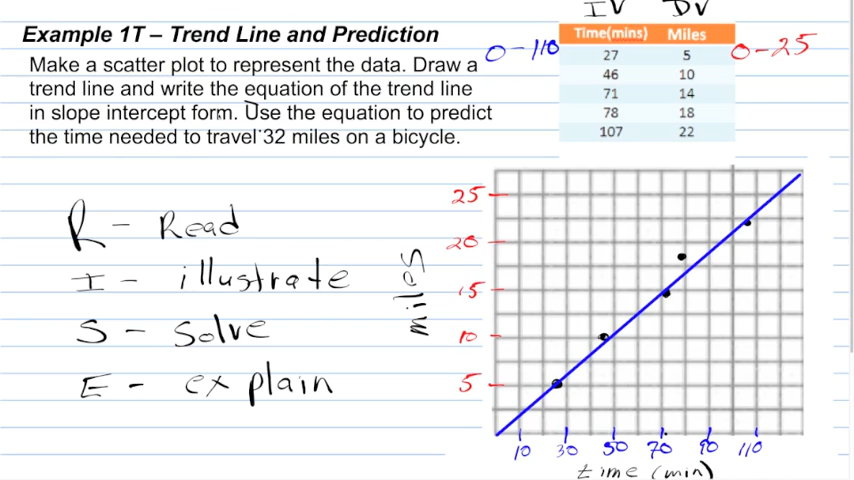 IV DV
Example 1T – Trend Line and Prediction
Make a scatter plot to represent the data. Draw a
trend line and write the equation of the trend line
in slope intercept form. Use the equation to predict
the time needed to travel 32 miles on a bicycle.
0-110
Time(mins) Miles
0-25
27 5
46 10
71 14
78 18
107 22
R - Read
I - illustrate
S - solve
E - explain
miles
25
20
15
10
5
10 30 50 70 90 110
time (min)